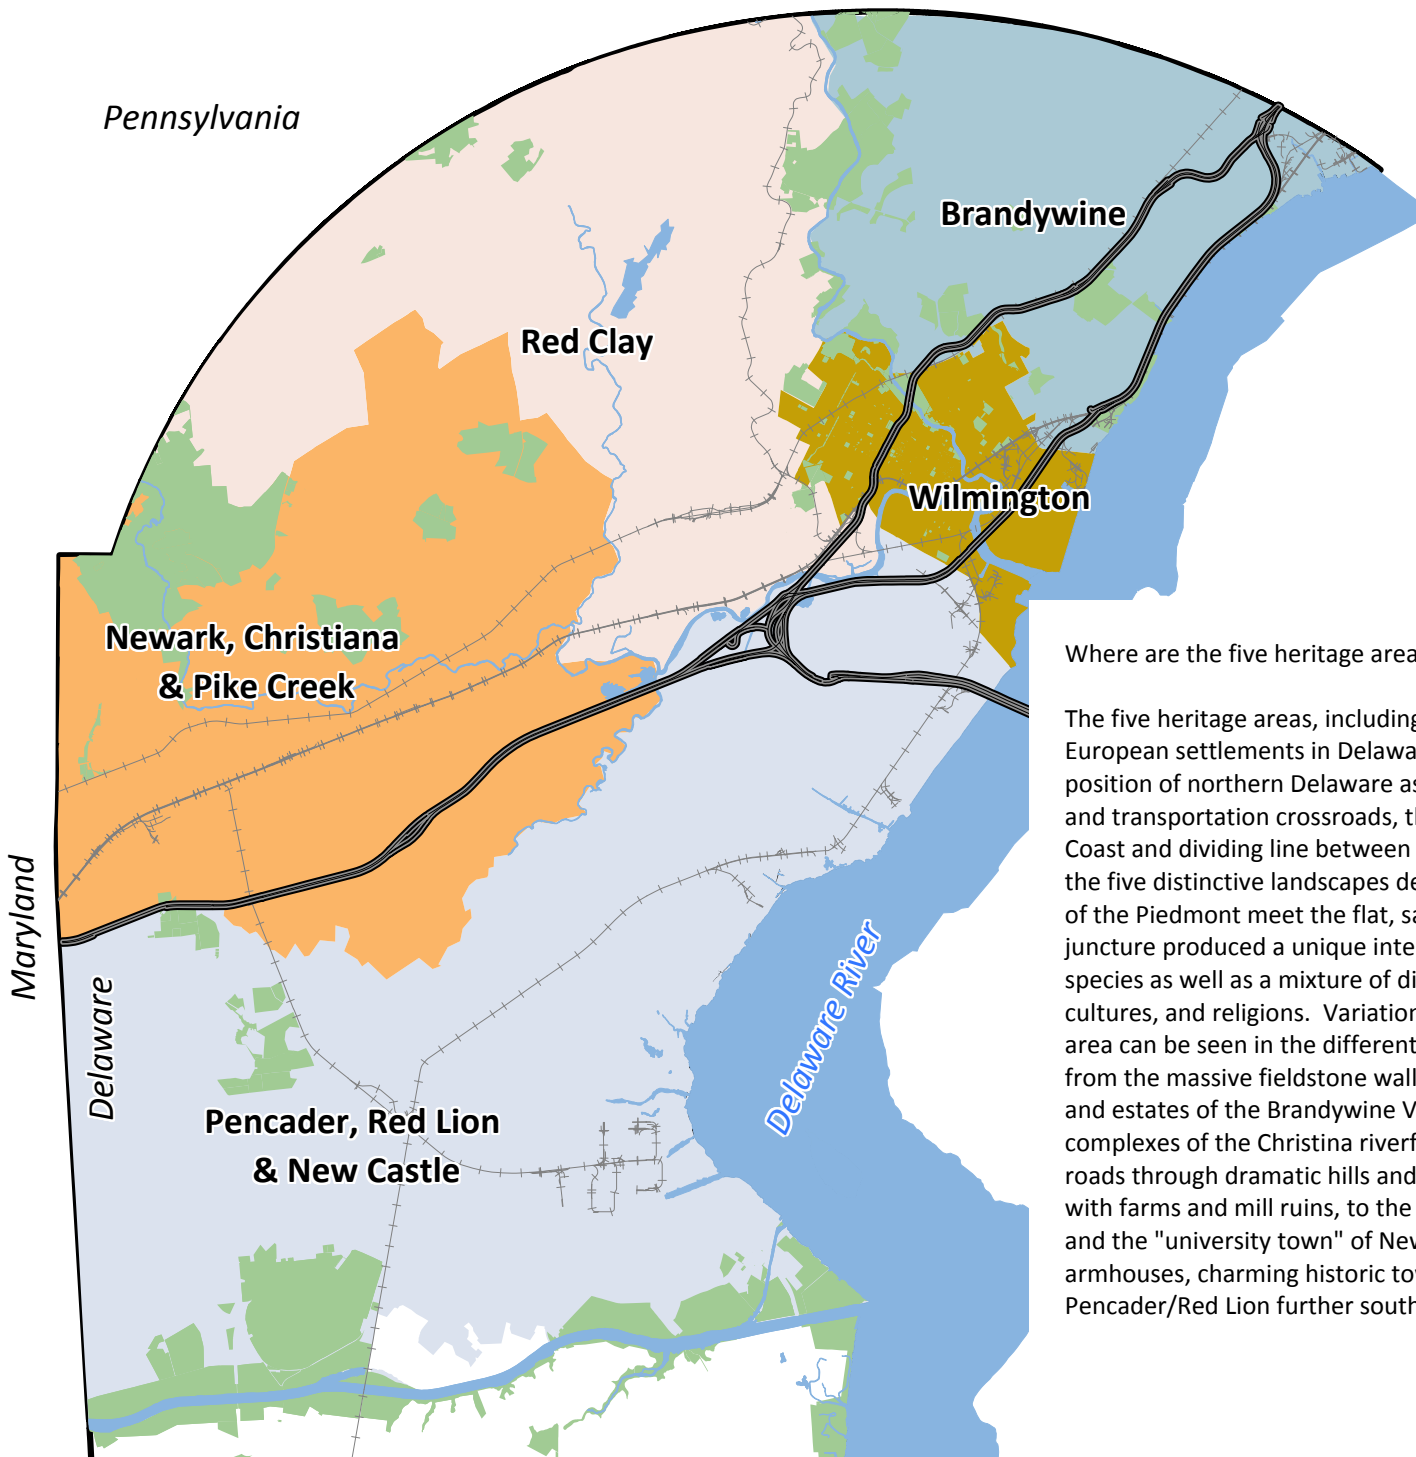 Pennsylvania
Brandywine
Red Clay
Wilmington
Newark, Christiana
& Pike Creek
Maryland
Delaware
Delaware River
Pencader, Red Lion
& New Castle
Where are the five heritage area
The five heritage areas, including
European settlements in Delawa
position of northern Delaware as
and transportation crossroads, th
Coast and dividing line between
the five distinctive landscapes de
of the Piedmont meet the flat, sa
juncture produced a unique inte
species as well as a mixture of di
cultures, and religions. Variation
area can be seen in the different
from the massive fieldstone wall
and estates of the Brandywine V
complexes of the Christina riverf
roads through dramatic hills and
with farms and mill ruins, to the
and the "university town" of New
armhouses, charming historic tow
Pencader/Red Lion further south